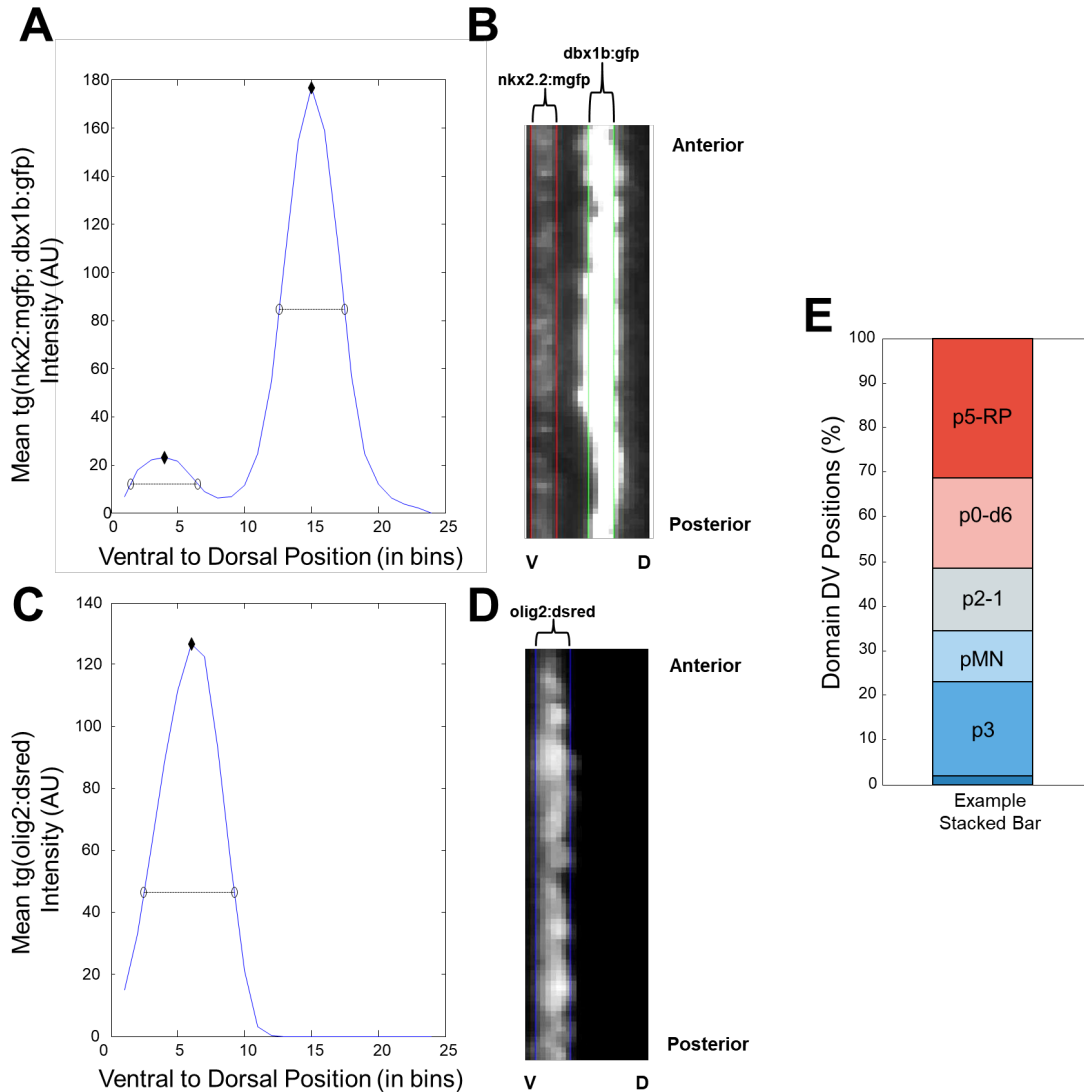 A
Mean tg(nkx2:mgfp; dbx1b:gfp)
Intensity (AU)
180
160
140
120
100
80
60
40
20
0
0
5
10
15
20
25
Ventral to Dorsal Position (in bins)
B
dbx1b:gfp
nkx2.2:mgfp
Anterior
Posterior
V
D
C
Mean tg(olig2:dsred)
Intensity (AU)
140
120
100
80
60
40
20
0
0
5
10
15
20
25
Ventral to Dorsal Position (in bins)
D
olig2:dsred
Anterior
Posterior
V
D
E
Domain DV Positions (%)
100
90
80
70
60
50
40
30
20
10
0
p5-RP
p0-d6
p2-1
pMN
p3
Example
Stacked Bar